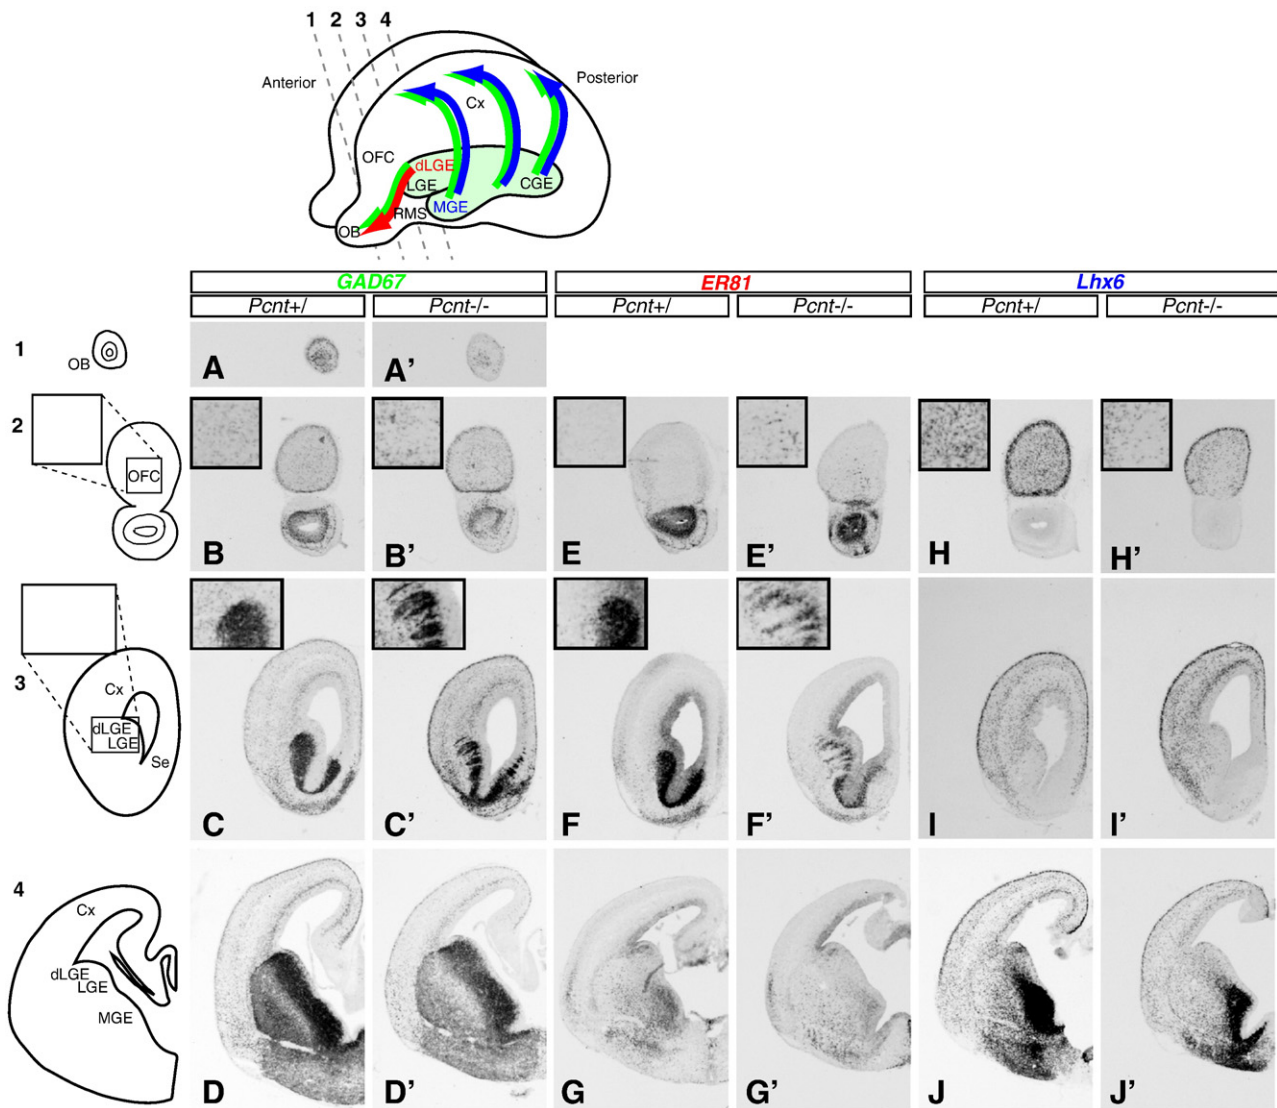 1 2 3 4
Anterior
Posterior
Cx
OFC
dLGE
LGE
CGE
MGE
RMS
OB
GAD67 ER81 Lhx6
Pcnt+/ Pcnt-/- Pcnt+/ Pcnt-/- Pcnt+/ Pcnt-/-
1
OB
A A’
2
OFC
B B’ E E’ H H’
3
Cx
dLGE
LGE
Se
C C’ F F’ I I’
4
Cx
dLGE
LGE
MGE
D D’ G G’ J J’